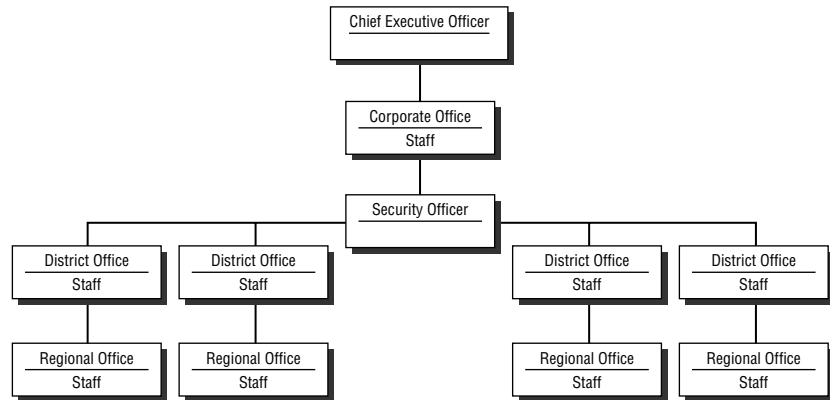 Chief Executive Officer
Corporate Office
Staff
Security Officer
District Office
Staff
District Office
Staff
District Office
Staff
District Office
Staff
Regional Office
Staff
Regional Office
Staff
Regional Office
Staff
Regional Office
Staff